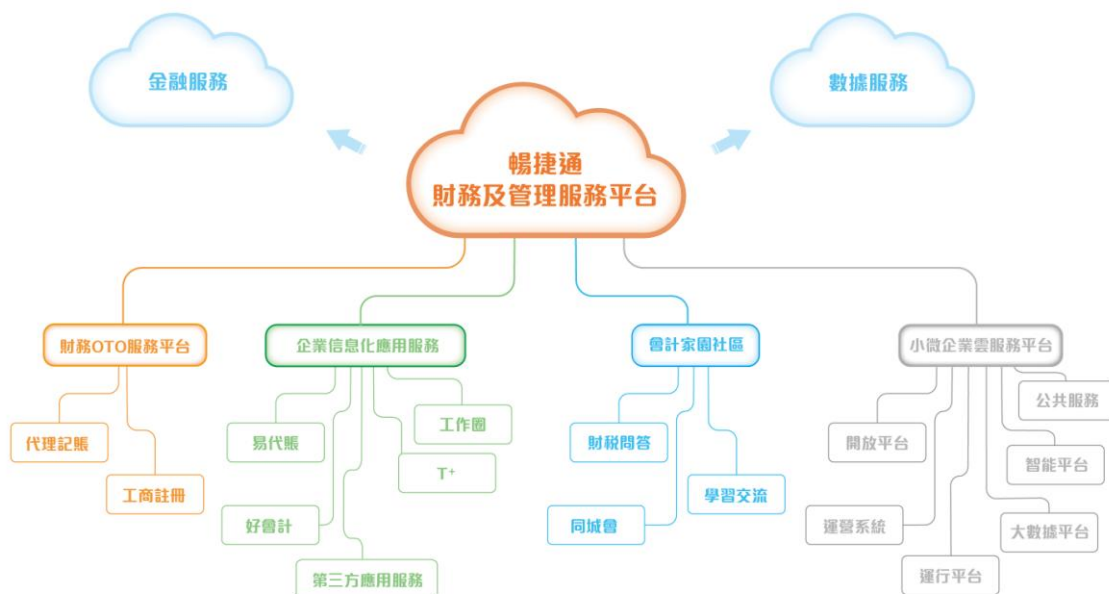 金融服務
數據服務
暢捷通
財務及管理服務平台
財務OTO服務平台
企業信息化應用服務
會計家園社區
小微企業雲服務平台
代理記賬
工商註冊
易代賬
工作圈
T+
好會計
第三方應用服務
財稅問答
學習交流
同城會
公共服務
開放平台
智能平台
運營系統
大數據平台
運行平台